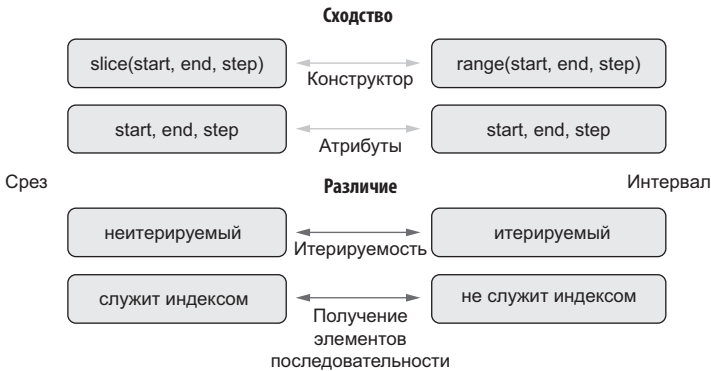 Сходство
slice(start, end, step)
range(start, end, step)
Конструктор
start, end, step
start, end, step
Атрибуты
Срез
Различие
Интервал
неитерируемый
итерируемый
Итерируемость
служит индексом
не служит индексом
Получение
элементов
последовательности